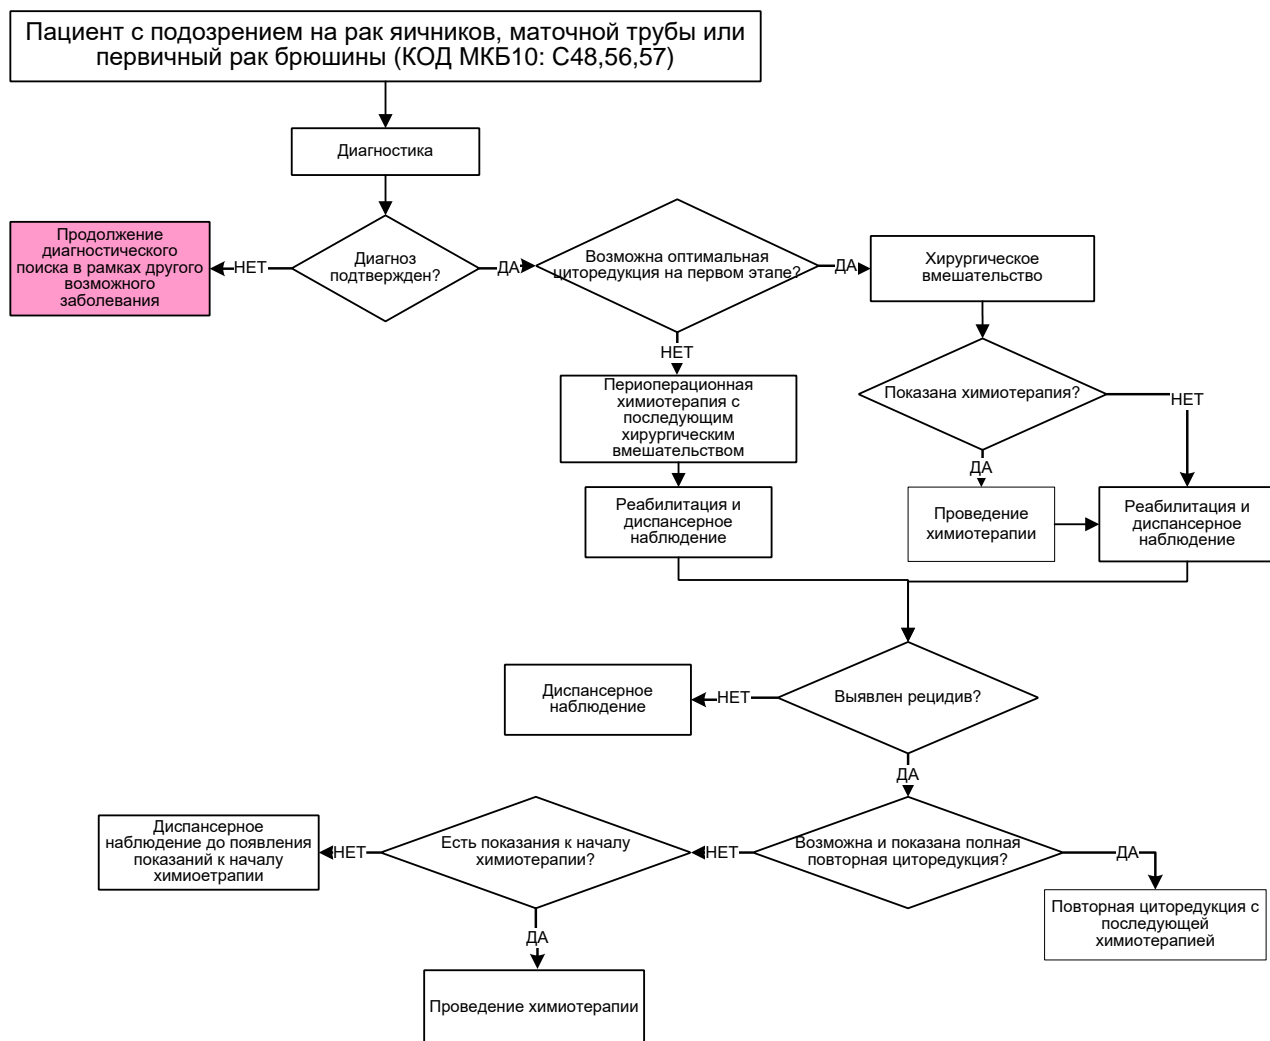 Пациент с подозрением на рак яичников, маточной трубы или
первичный рак брюшины (КОД МКБ10: С48,56,57)
Диагностика
Продолжение
диагностического
поиска в рамках другого
возможного
заболевания
НЕТ
Диагноз
подтвержден?
ДА
Возможна оптимальная
циторедукция на первом этапе?
ДА
Хирургическое
вмешательство
НЕТ
Периоперационная
химиотерапия с
последующим
хирургическим
вмешательством
Показана химиотерапия?
НЕТ
ДА
Реабилитация и
диспансерное
наблюдение
Проведение
химиотерапии
Реабилитация и
диспансерное
наблюдение
Диспансерное
наблюдение
НЕТ
Выявлен рецидив?
ДА
Диспансерное
наблюдение до появления
показаний к началу
химиоетрапии
НЕТ
Есть показания к началу
химиотерапии?
НЕТ
Возможна и показана полная
повторная циторедукция?
ДА
Повторная циторедукция с
последующей
химиотерапией
ДА
Проведение химиотерапии